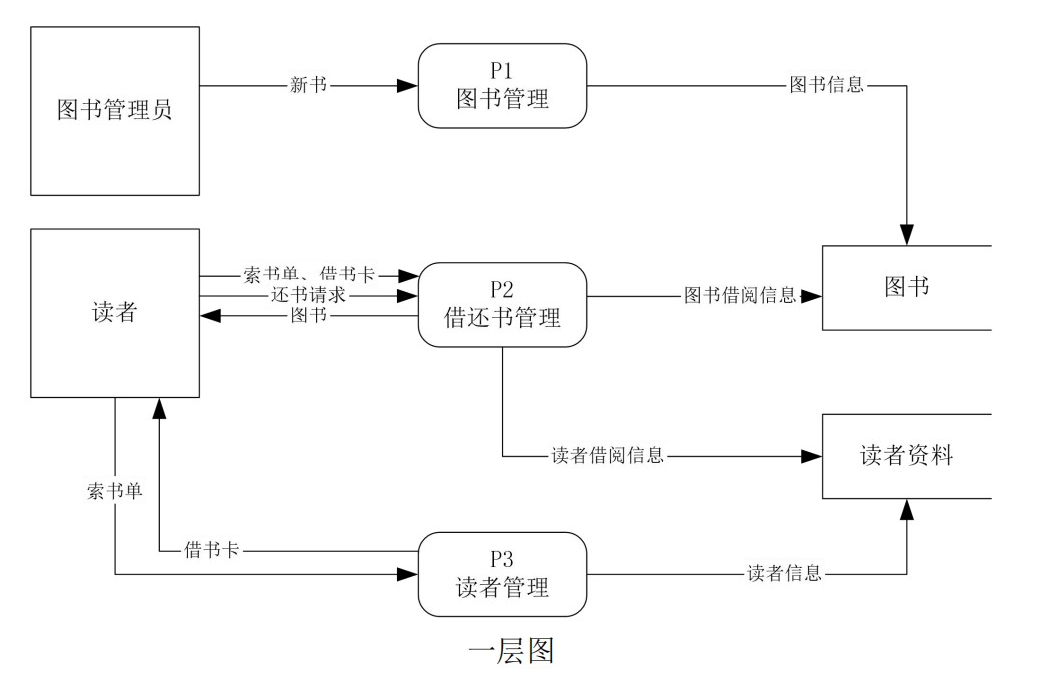 图书管理员
新书
P1
图书管理
图书信息
读者
索书单、借书卡
还书请求
图书
P2
借还书管理
图书借阅信息
图书
读者借阅信息
读者资料
索书单
借书卡
P3
读者管理
读者信息
一层图